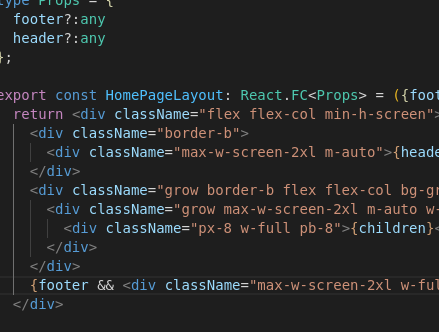 type Props = {
footer?:any
header?:any
};
export const HomePageLayout: React.FC<Props> = ({foot
return <div className="flex flex-col min-h-screen">
<div className="border-b">
<div className="max-w-screen-2xl m-auto">{heade
</div>
<div className="grow border-b flex flex-col bg-gr
<div className="grow max-w-screen-2xl m-auto w-
<div className="px-8 w-full pb-8">{children}<
</div>
</div>
{footer && <div className="max-w-screen-2xl w-ful
</div>